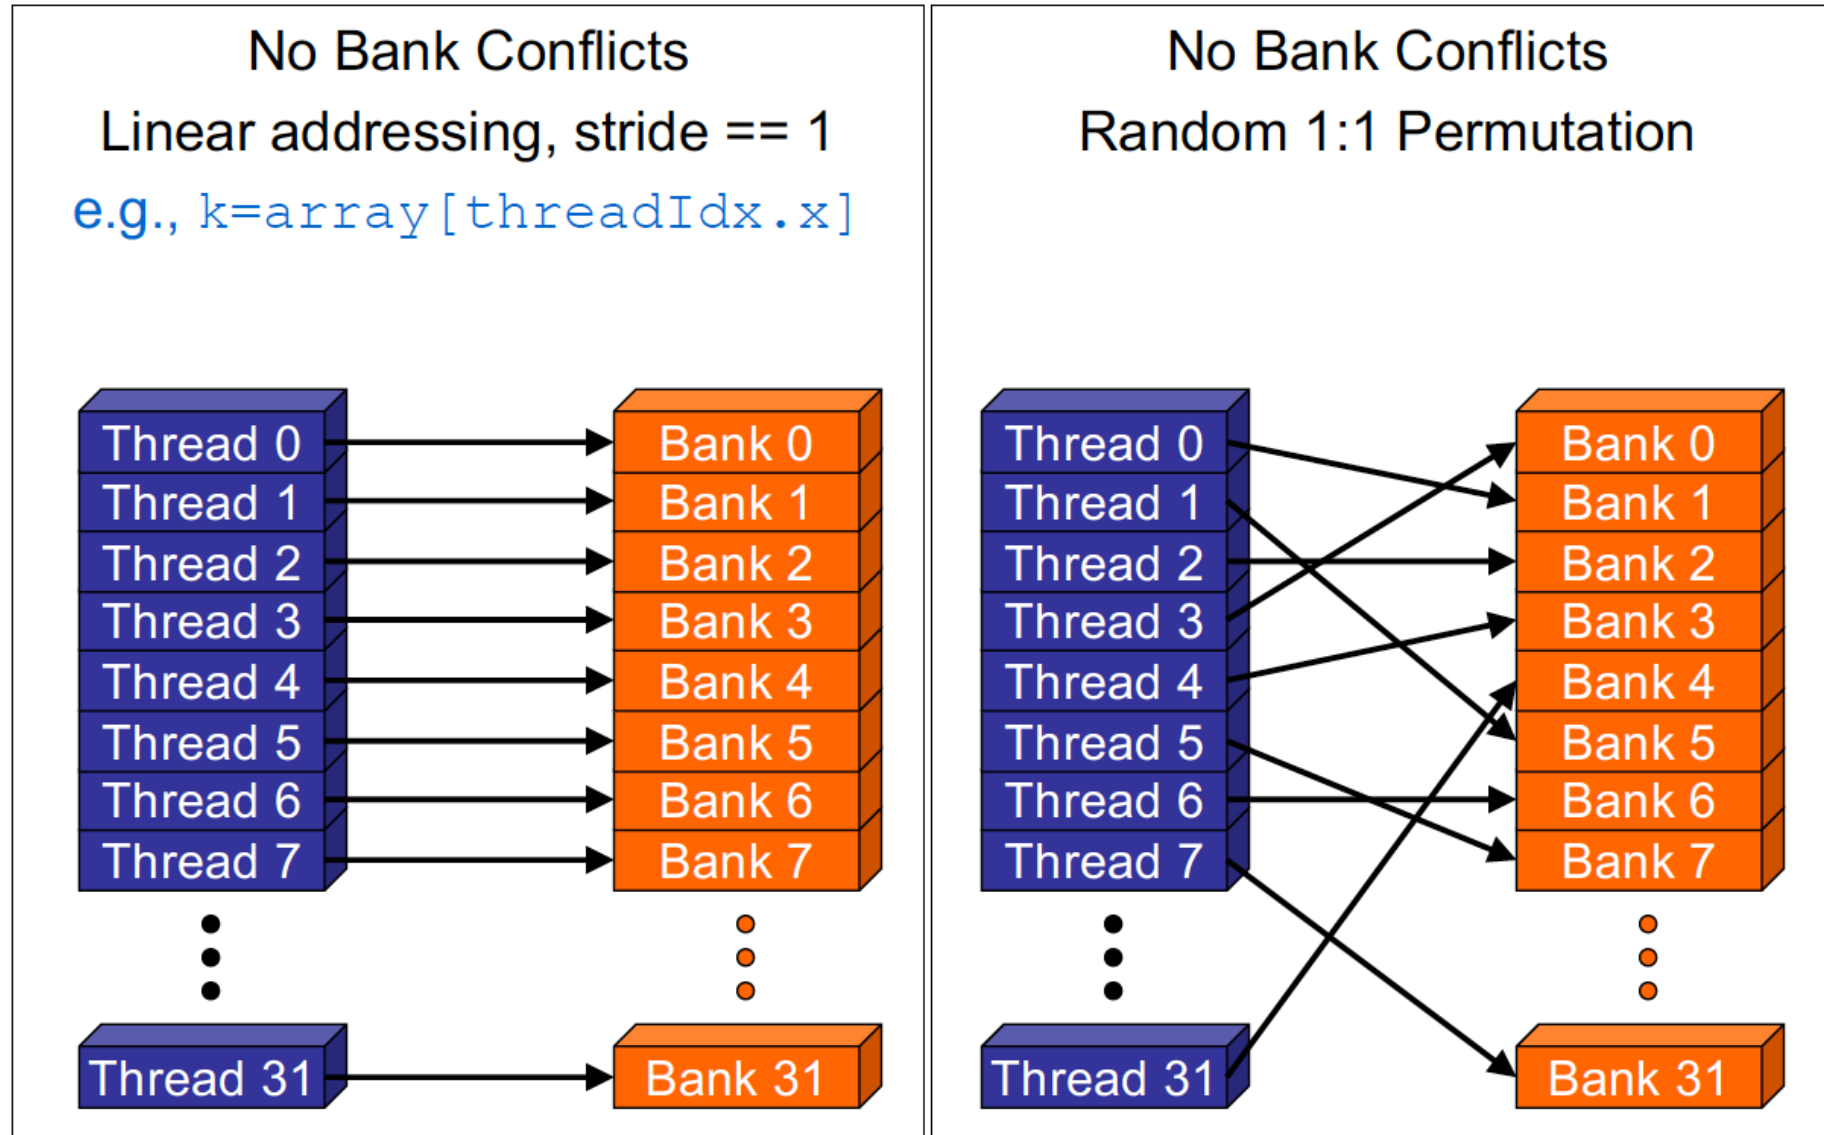 No Bank Conflicts
Linear addressing, stride == 1
e.g., k=array[threadIdx.x]
Thread 0
Bank 0
Thread 1
Bank 1
Thread 2
Bank 2
Thread 3
Bank 3
Thread 4
Bank 4
Thread 5
Bank 5
Thread 6
Bank 6
Thread 7
Bank 7
Thread 31
Bank 31
No Bank Conflicts
Random 1:1 Permutation
Thread 0
Bank 0
Thread 1
Bank 1
Thread 2
Bank 2
Thread 3
Bank 3
Thread 4
Bank 4
Thread 5
Bank 5
Thread 6
Bank 6
Thread 7
Bank 7
Thread 31
Bank 31